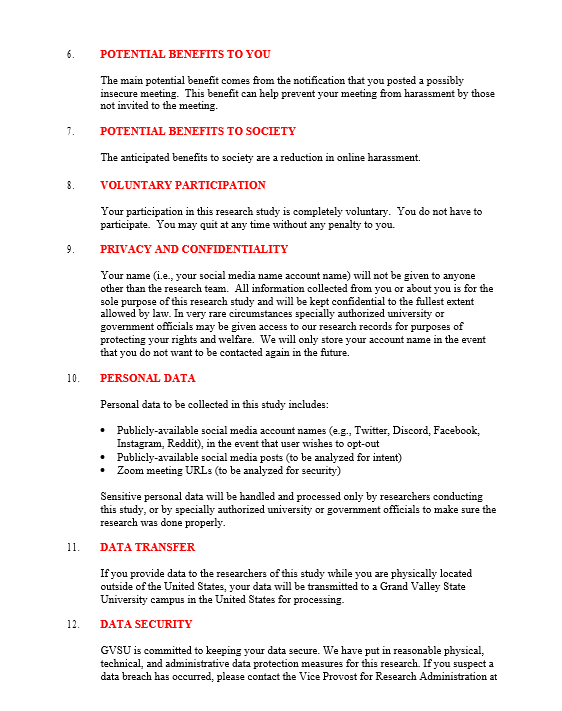 6. POTENTIAL BENEFITS TO YOU
The main potential benefit comes from the notification that you posted a possibly
insecure meeting.  This benefit can help prevent your meeting from harassment by those
not invited to the meeting.
7. POTENTIAL BENEFITS TO SOCIETY
The anticipated benefits to society are a reduction in online harassment.
8. VOLUNTARY PARTICIPATION
Your participation in this research study is completely voluntary.  You do not have to
participate.  You may quit at any time without any penalty to you.
9. PRIVACY AND CONFIDENTIALITY
Your name (i.e., your social media name account name) will not be given to anyone
other than the research team.  All information collected from you or about you is for the
sole purpose of this research study and will be kept confidential to the fullest extent
allowed by law. In very rare circumstances specially authorized university or
government officials may be given access to our research records for purposes of
protecting your rights and welfare.  We will only store your account name in the event
that you do not want to be contacted again in the future.
10. PERSONAL DATA
Personal data to be collected in this study includes:
• Publicly-available social media account names (e.g., Twitter, Discord, Facebook,
Instagram, Reddit), in the event that user wishes to opt-out
• Publicly-available social media posts (to be analyzed for intent)
• Zoom meeting URLs (to be analyzed for security)
Sensitive personal data will be handled and processed only by researchers conducting
this study, or by specially authorized university or government officials to make sure the
research was done properly.
11. DATA TRANSFER
If you provide data to the researchers of this study while you are physically located
outside of the United States, your data will be transmitted to a Grand Valley State
University campus in the United States for processing.
12. DATA SECURITY
GVSU is committed to keeping your data secure. We have put in reasonable physical,
technical, and administrative data protection measures for this research. If you suspect a
data breach has occurred, please contact the Vice Provost for Research Administration at